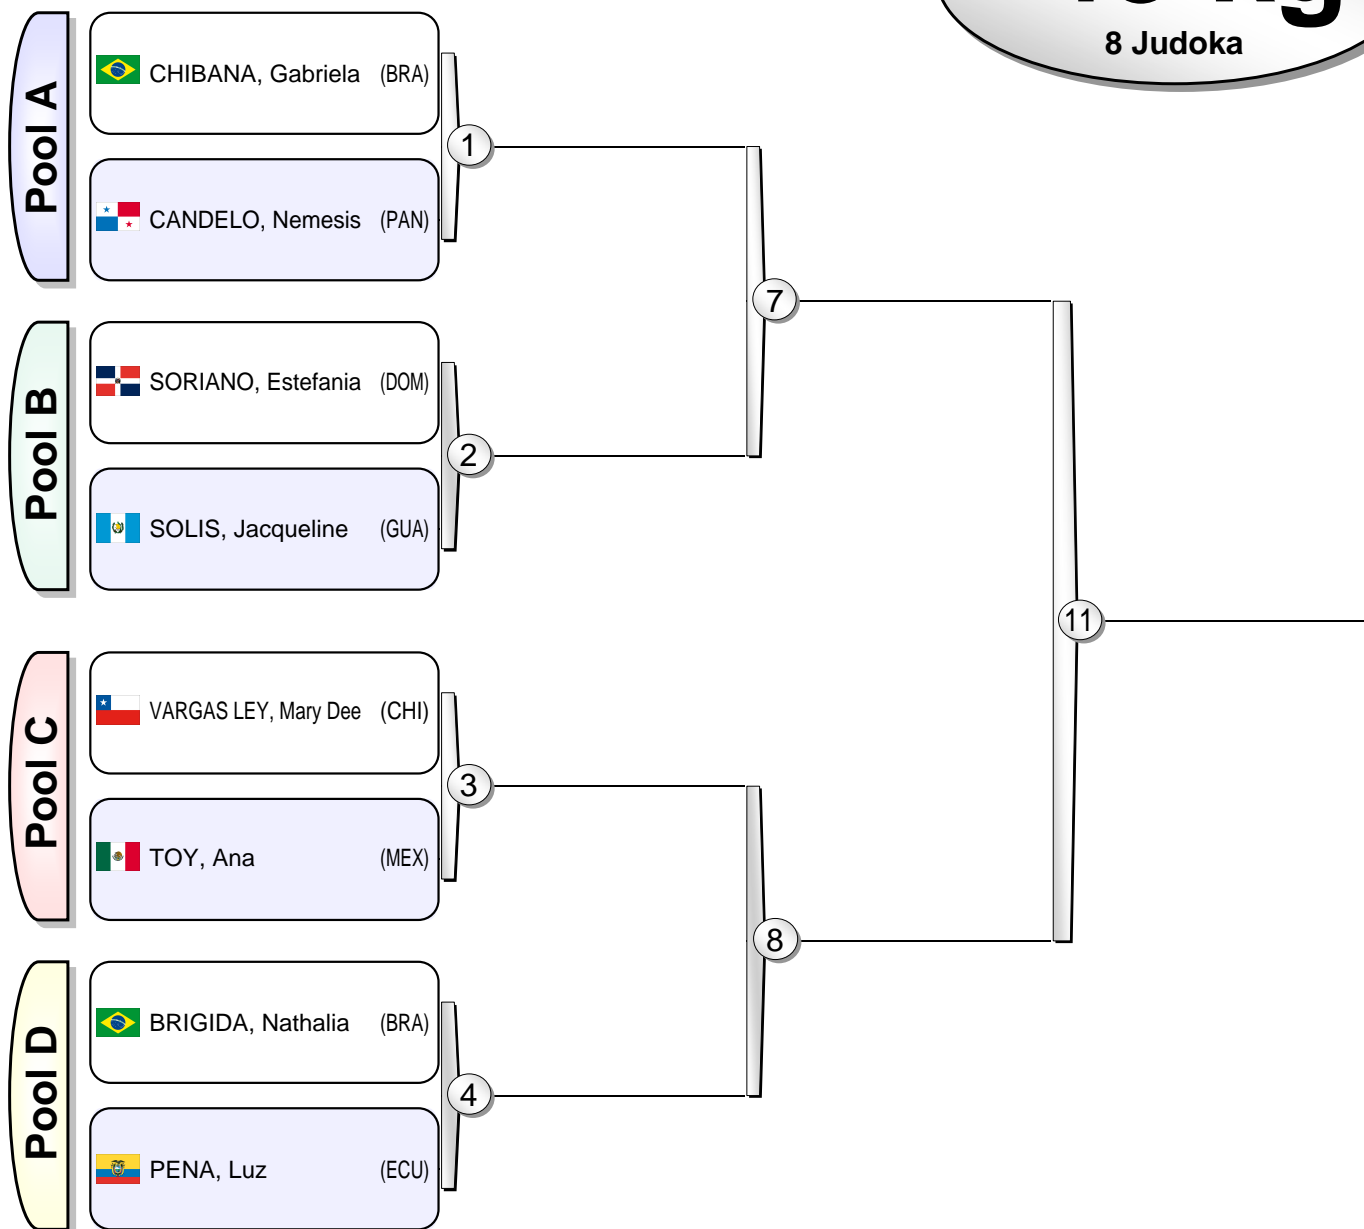 kg
8 Judoka
Pool A
CHIBANA, Gabriela (BRA)
1
CANDELO, Nemesis (PAN)
7
Pool B
SORIANO, Estefania (DOM)
2
SOLIS, Jacqueline (GUA)
11
Pool C
VARGAS LEY, Mary Dee (CHI)
3
TOY, Ana (MEX)
8
Pool D
BRIGIDA, Nathalia (BRA)
4
PENA, Luz (ECU)